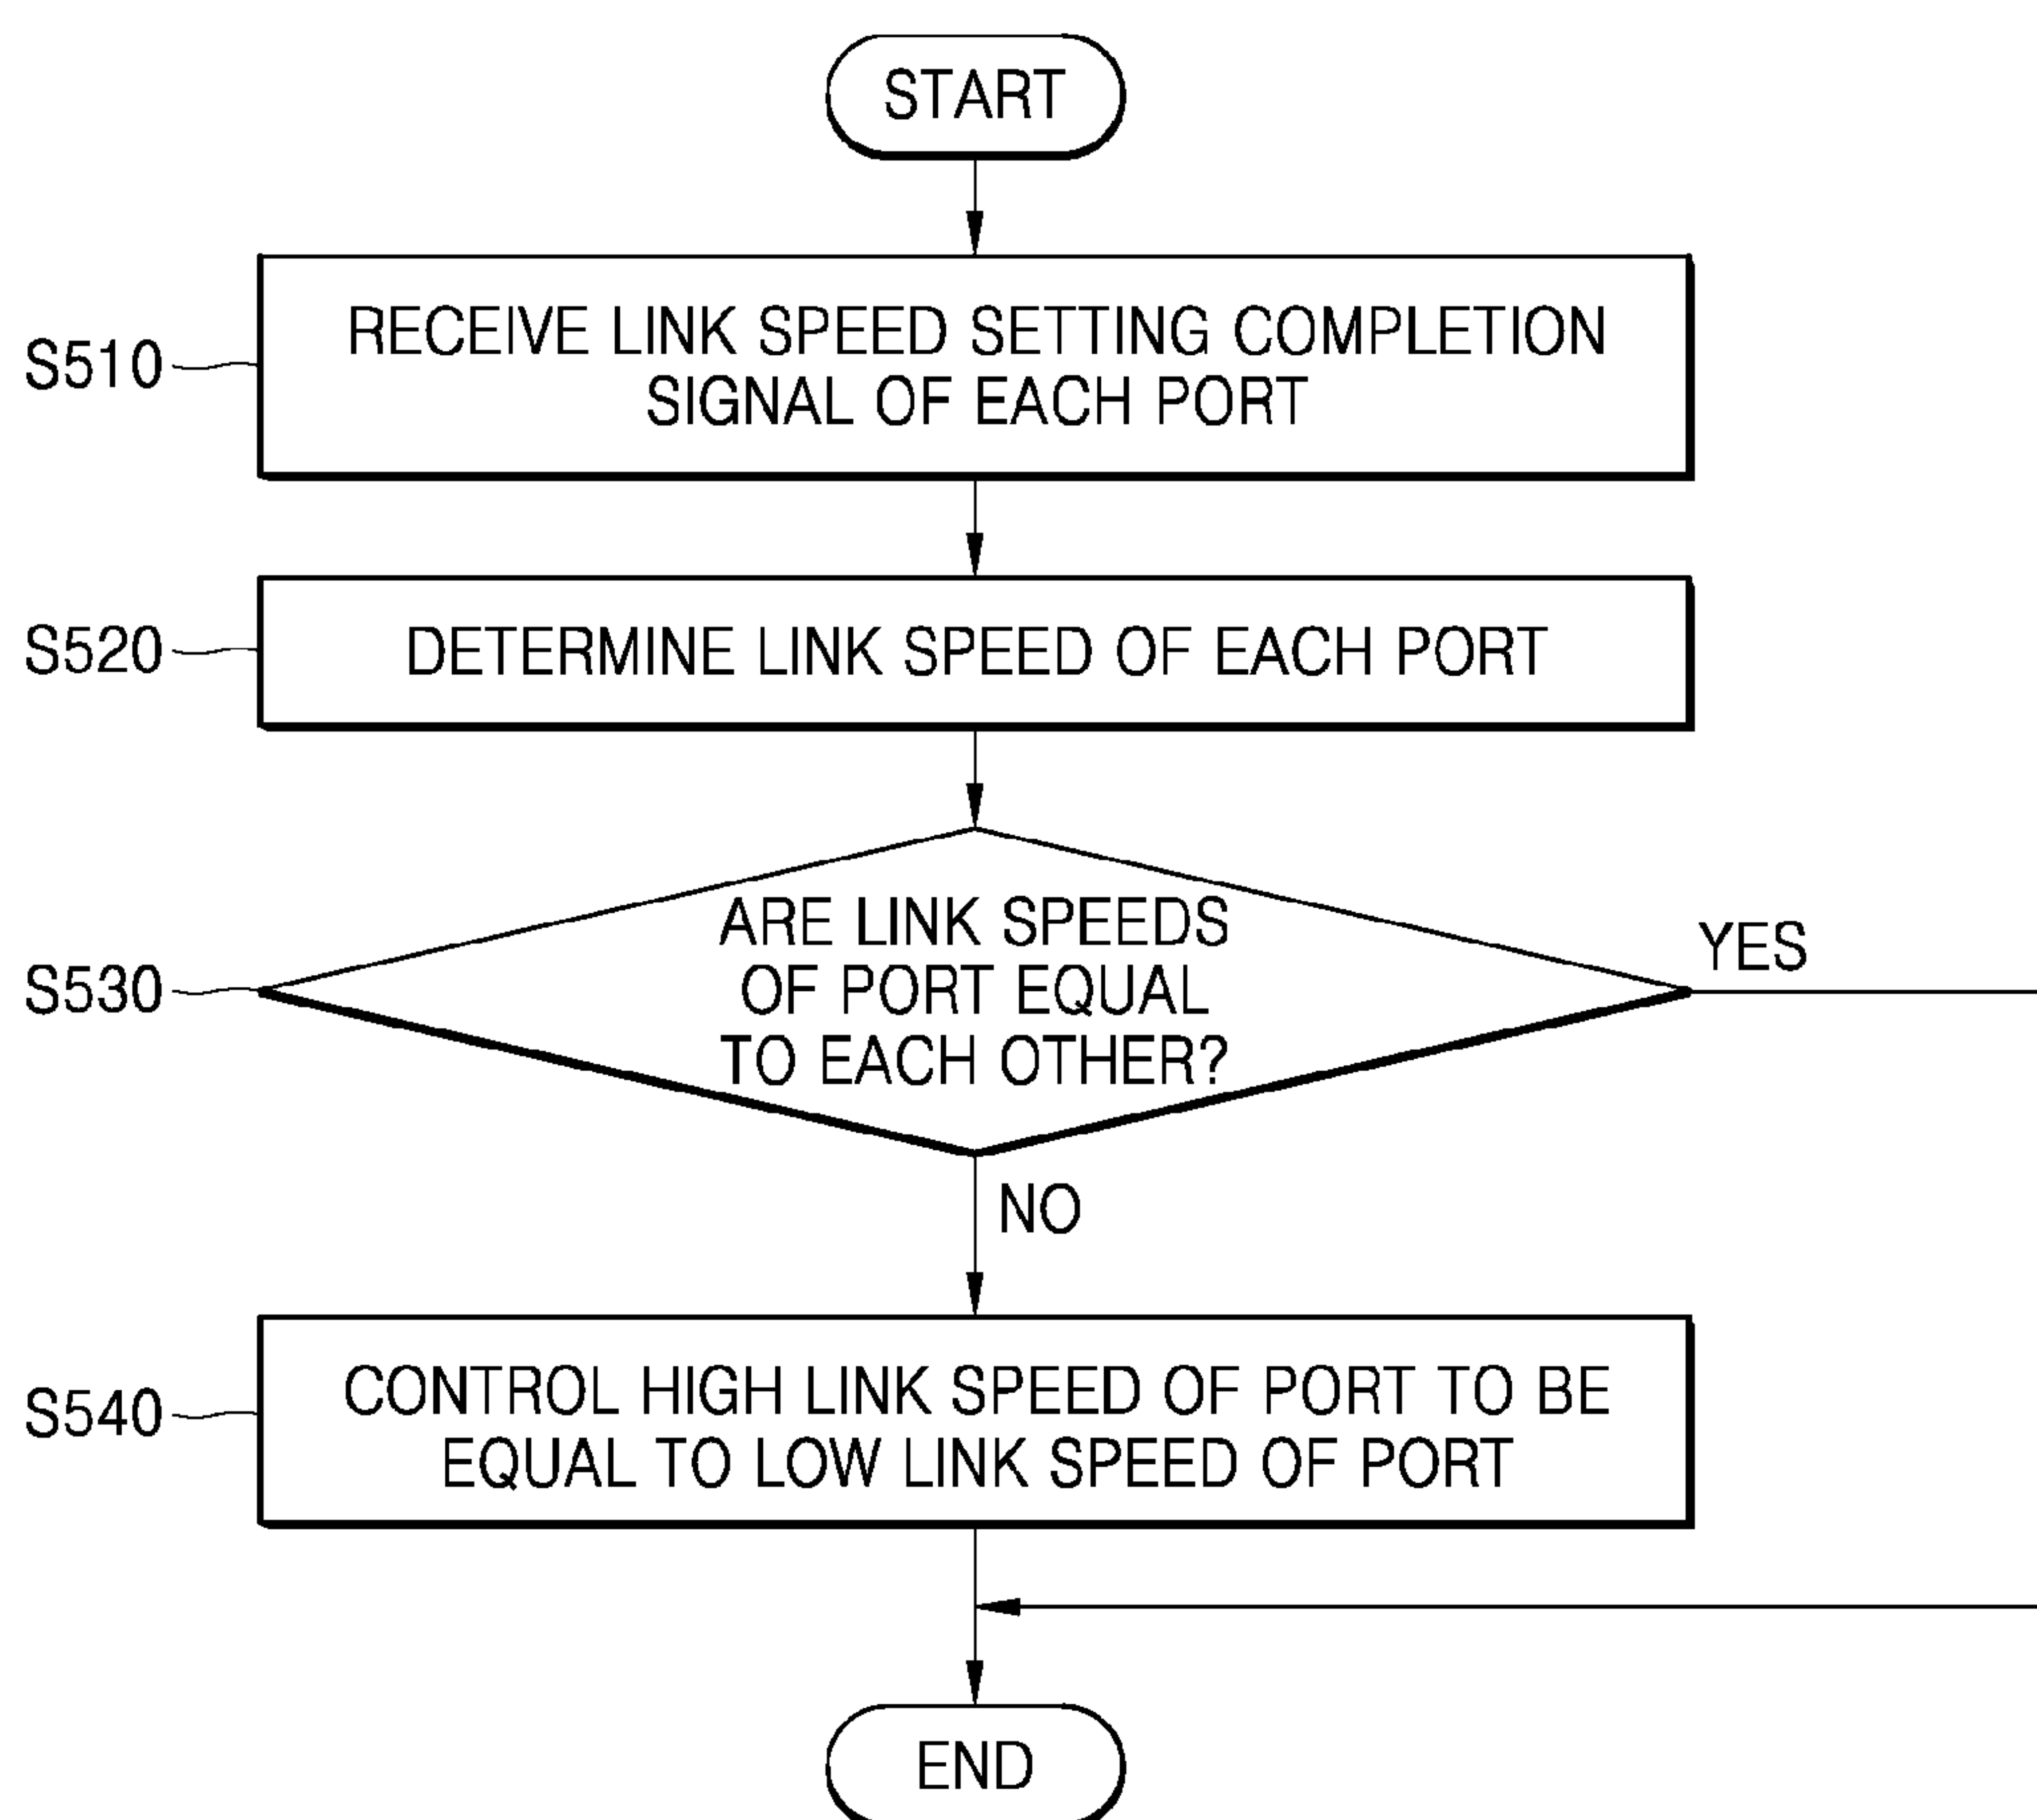 START
S510
RECEIVE LINK SPEED SETTING COMPLETION
SIGNAL OF EACH PORT
S520
DETERMINE LINK SPEED OF EACH PORT
S530
ARE LINK SPEEDS
OF PORT EQUAL
TO EACH OTHER?
YES
NO
S540
CONTROL HIGH LINK SPEED OF PORT TO BE
EQUAL TO LOW LINK SPEED OF PORT
END